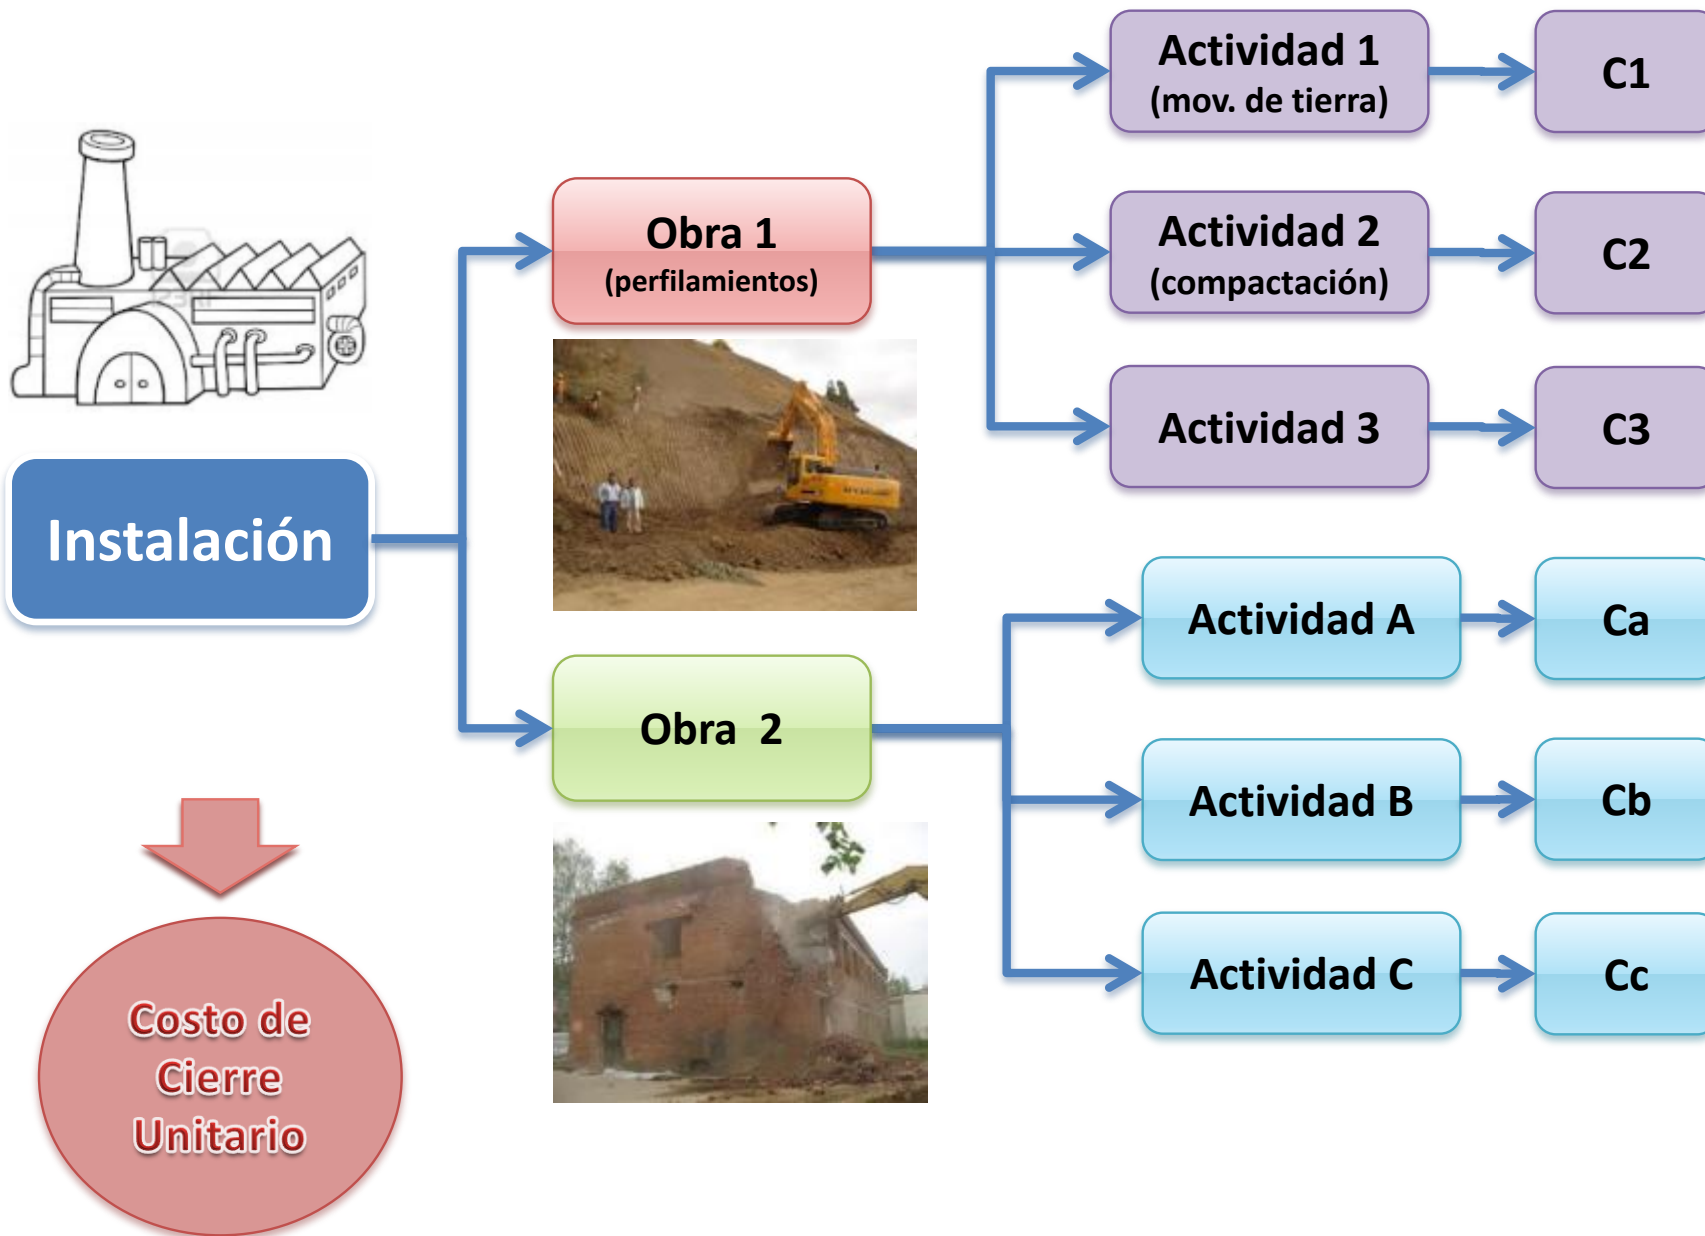 Actividad 1
(mov. de tierra)
C1
Obra 1
(perfilamientos)
Actividad 2
(compactación)
C2
Actividad 3
C3
Instalación
Actividad A
Ca
Obra 2
Actividad B
Cb
Actividad C
Cc
Costo de
Cierre
Unitario